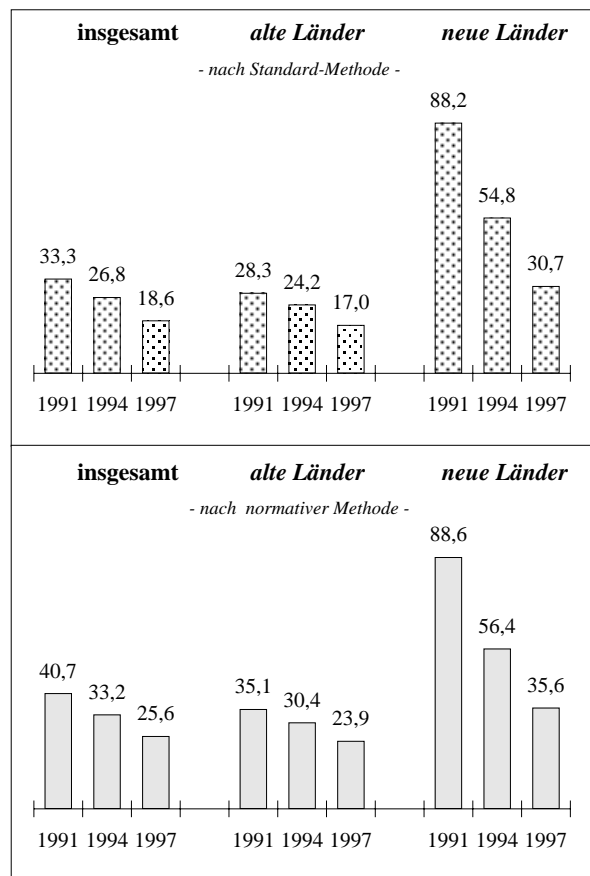 insgesamt alte Länder neue Länder
- nach Standard-Methode -
88,2
54,8
33,3 28,3 30,7
26,8 24,2
18,6 17,0
1991 1994 1997 1991 1994 1997 1991 1994 1997
insgesamt alte Länder neue Länder
- nach normativer Methode -
88,6
56,4
40,7 35,1 35,6
33,2 30,4
25,6 23,9
1991 1994 1997 1991 1994 1997 1991 1994 1997